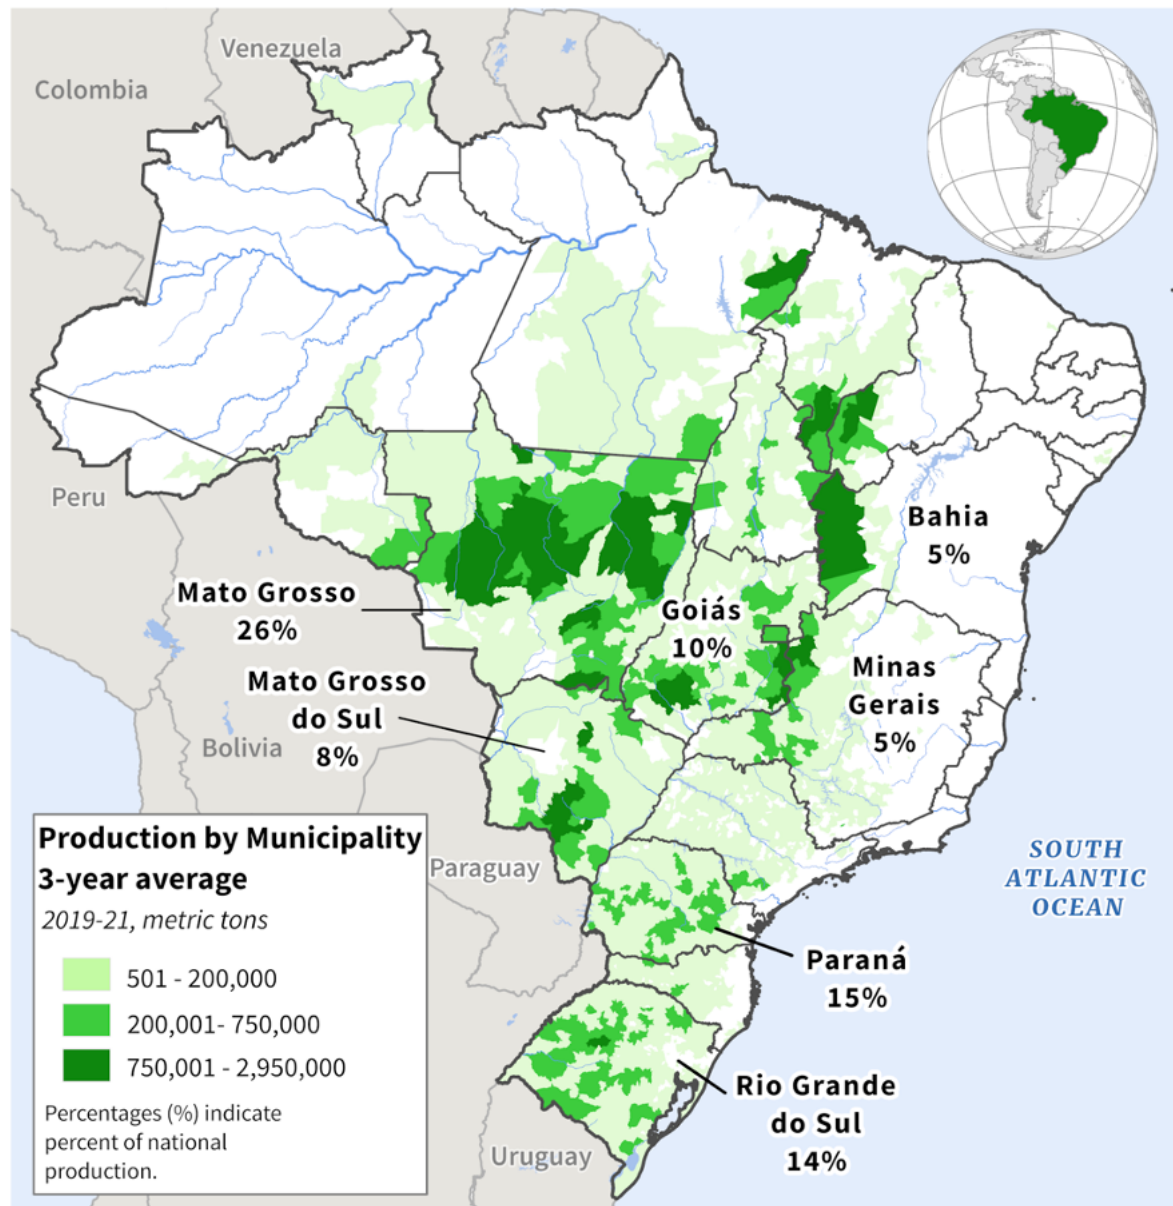 Venezuela
Colombia
Peru
Bahia
5%
Mato Grosso
26%
Goiás
10%
Mato Grosso
do Sul
8%
Minas
Gerais
5%
Bolivia
Production by Municipality
3-year average
2019-21, metric tons
501 - 200,000
200,001- 750,000
750,001 - 2,950,000
Percentages (%) indicate
percent of national
production.
Paraguay
SOUTH
ATLANTIC
OCEAN
Paraná
15%
Rio Grande
do Sul
14%
Uruguay